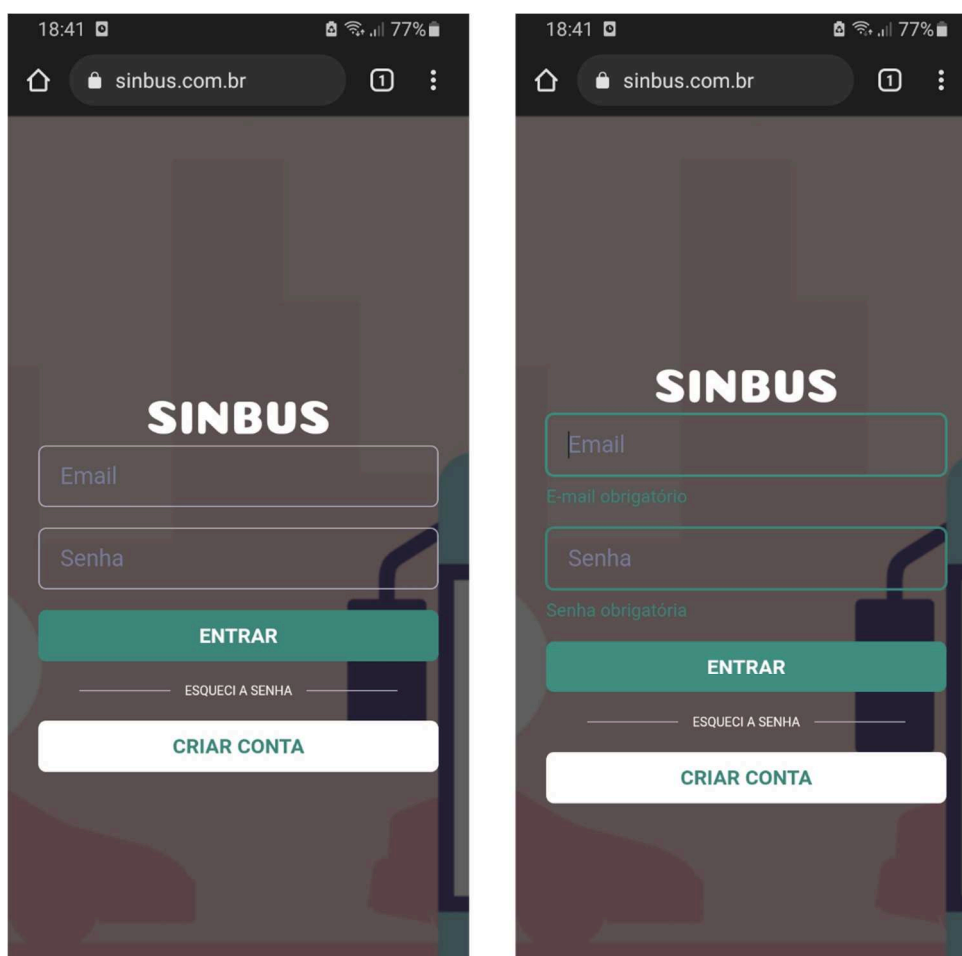 18:41
77%
sinbus.com.br
1
SINBUS
Email
Senha
ENTRAR
ESQUECI A SENHA
CRIAR CONTA
18:41
77%
sinbus.com.br
1
SINBUS
Email
E-mail obrigatório
Senha
Senha obrigatória
ENTRAR
ESQUECI A SENHA
CRIAR CONTA